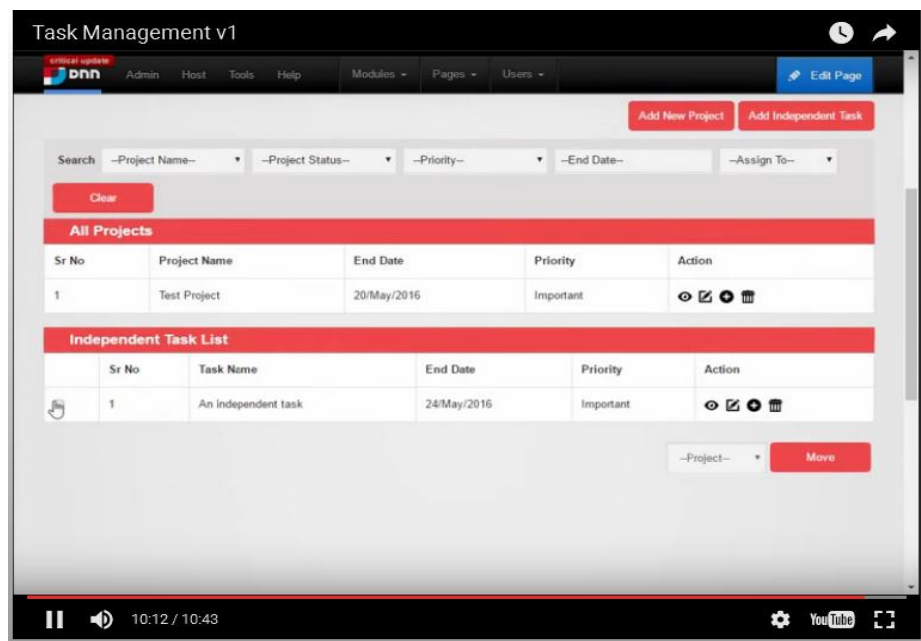 Task Management v1
critical update
DNN Admin Host Tools Help Modules Pages Users Edit Page
Add New Project Add Independent Task
Search --Project Name-- --Project Status-- --Priority-- --End Date-- --Assign To--
Clear
All Projects
Sr No Project Name End Date Priority Action
1 Test Project 20/May/2016 Important
Independent Task List
Sr No Task Name End Date Priority Action
1 An independent task 24/May/2016 Important
--Project-- Move
10:12 / 10:43 YouTube